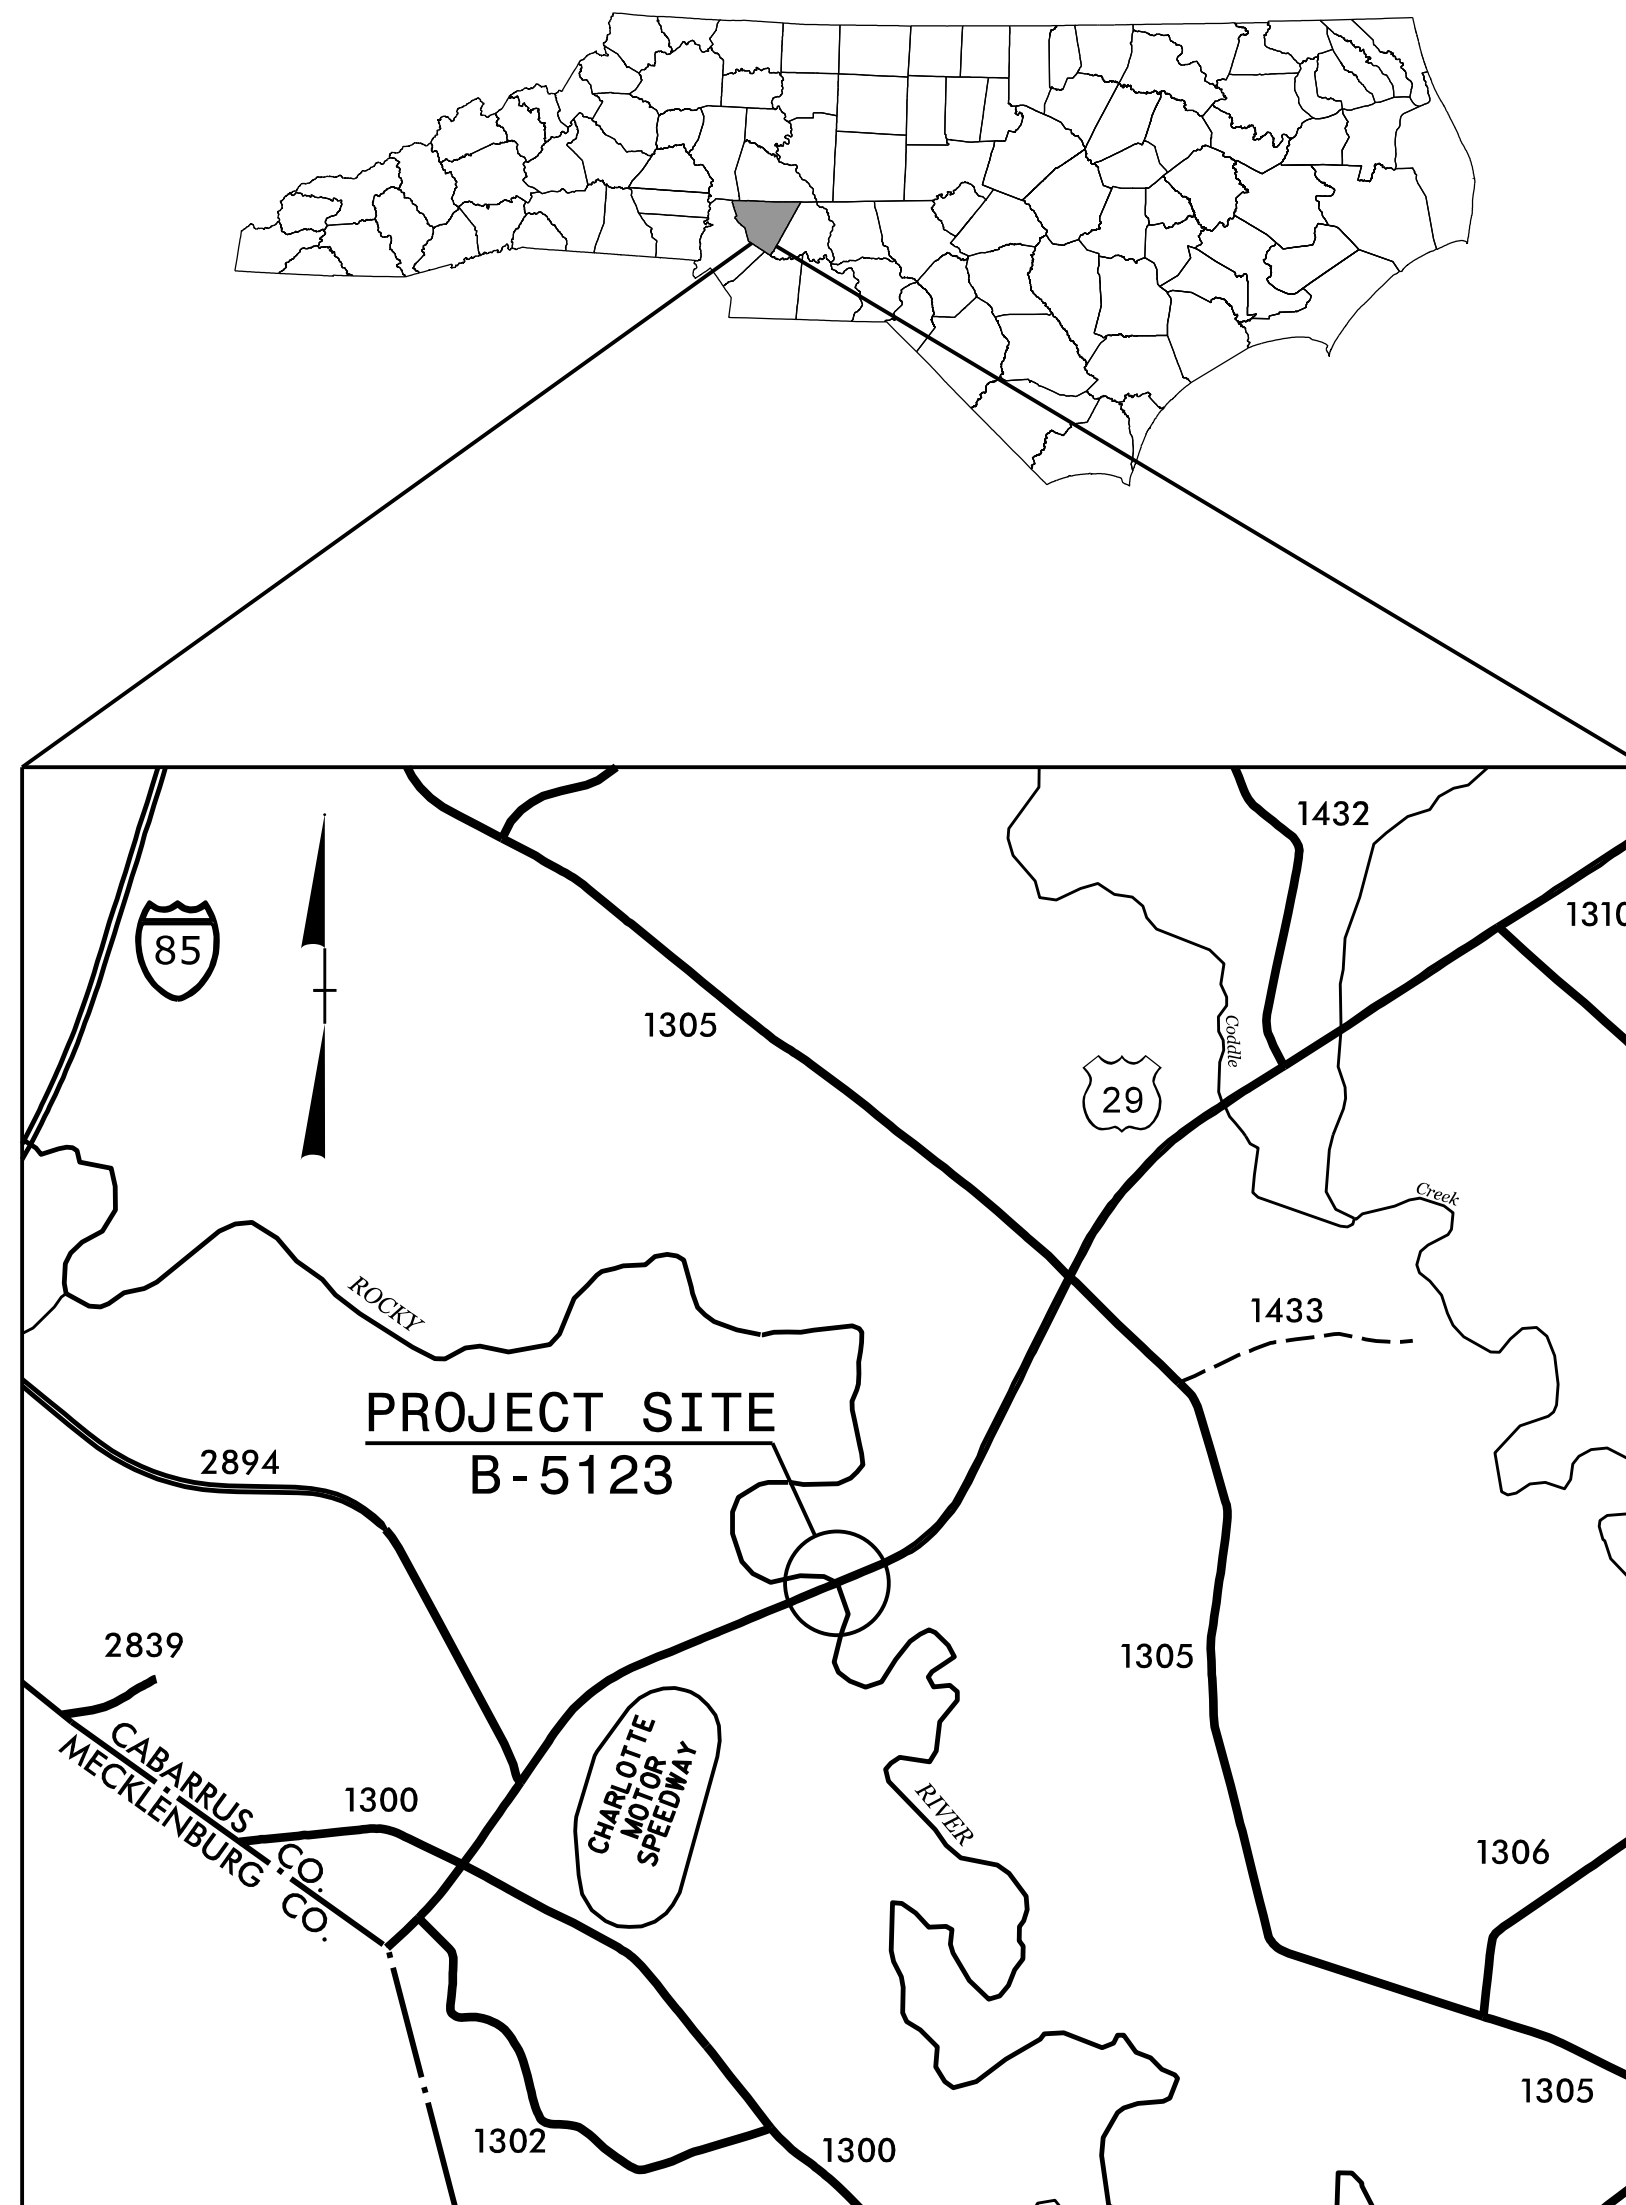 1432
1310
85
1305
Coddle
29
Creek
ROCKY
1433
PROJECT SITE
B-5123
2894
2839
1305
CABARRUS CO.
MECKLENBURG CO.
1300
CHARLOTTE
MOTOR
SPEEDWAY
RIVER
1306
1305
1302
1300